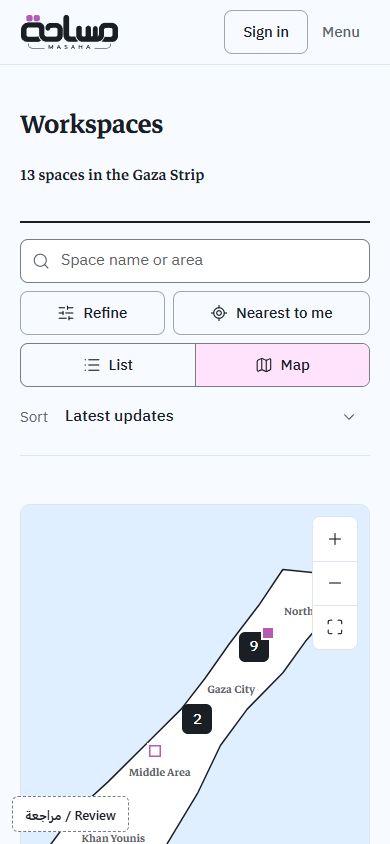 مساحة
MASAHA
Sign in
Menu
Workspaces
13 spaces in the Gaza Strip
Space name or area
Refine
Nearest to me
List
Map
Sort
Latest updates
North
9
Gaza City
2
Middle Area
مراجعة / Review
Khan Younis